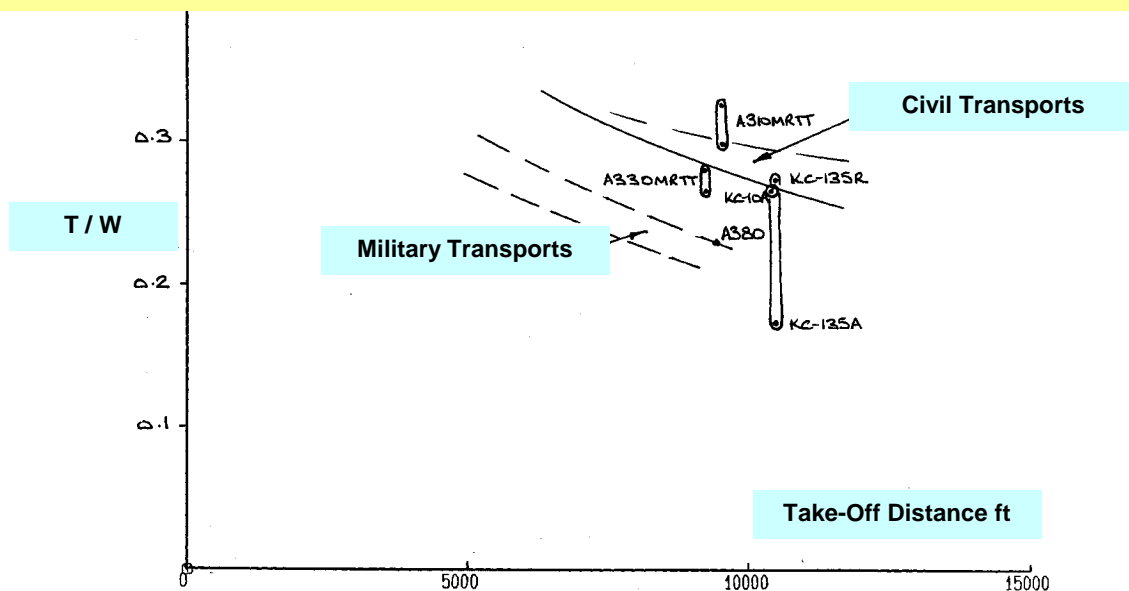 Civil Transports
A310MRTT
0.3
A330MRTT
KC-135R
KC-10A
T / W
Military Transports
A380
0.2
KC-135A
0.1
Take-Off Distance ft
0
5000
10000
15000